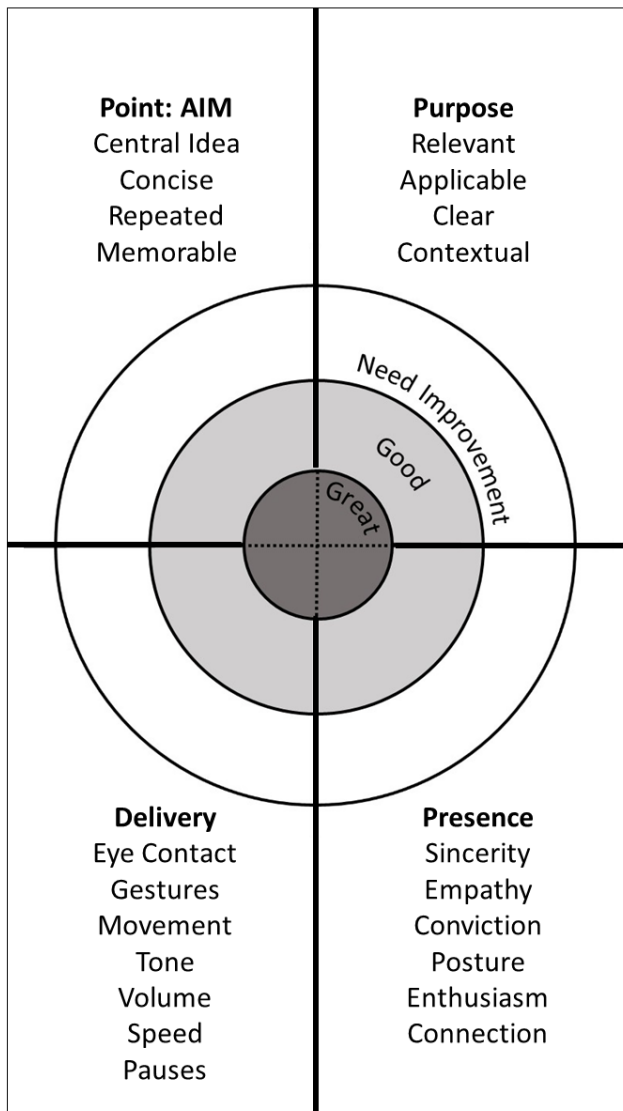 Point: AIM
Central Idea
Concise
Repeated
Memorable
Purpose
Relevant
Applicable
Clear
Contextual
Need Improvement
Good
Great
Delivery
Eye Contact
Gestures
Movement
Tone
Volume
Speed
Pauses
Presence
Sincerity
Empathy
Conviction
Posture
Enthusiasm
Connection